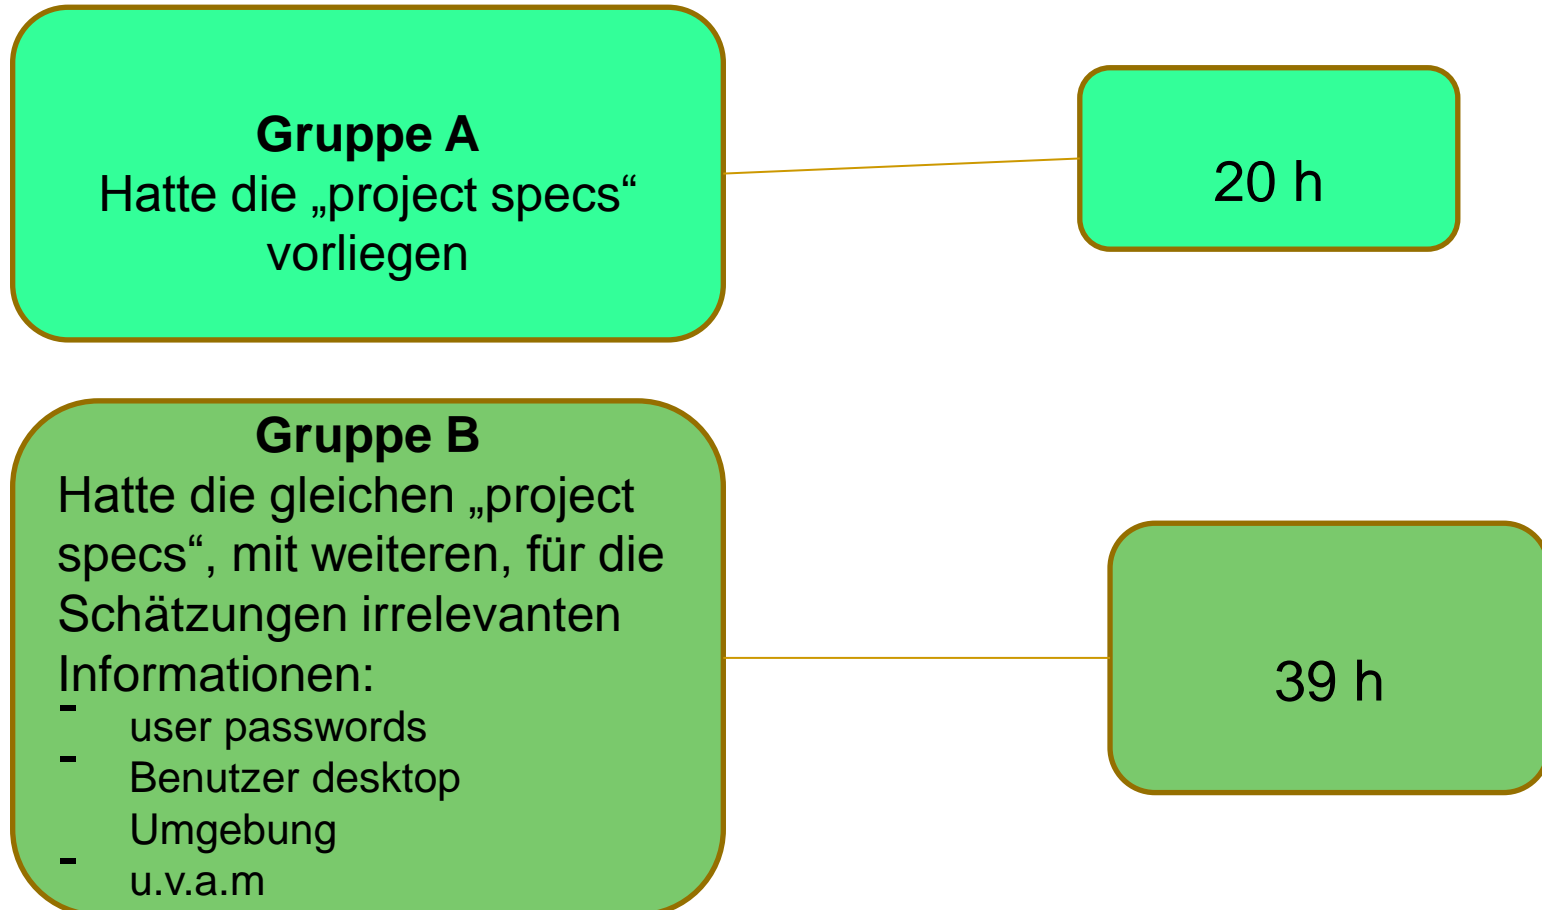 Gruppe A
Hatte die „project specs“
vorliegen
20 h
Gruppe B
Hatte die gleichen „project
specs“, mit weiteren, für die
Schätzungen irrelevanten
Informationen:
- user passwords
- Benutzer desktop
Umgebung
- u.v.a.m
39 h